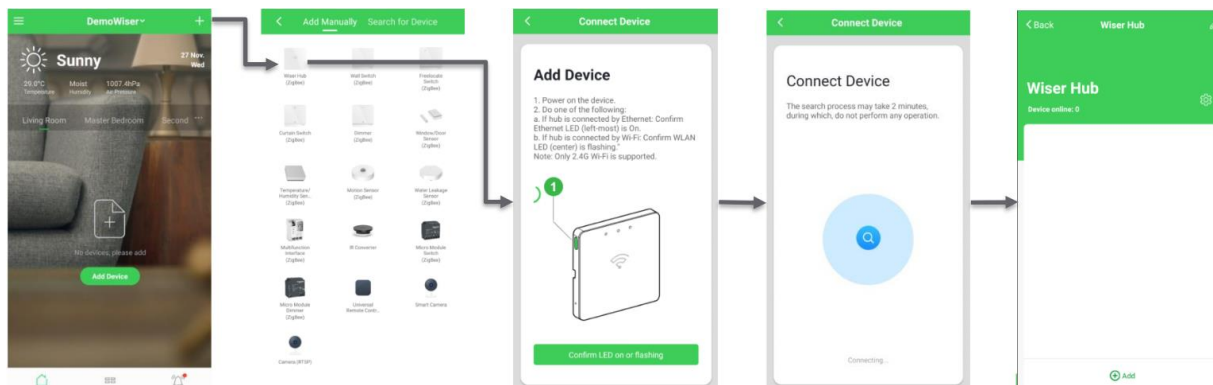 DemoWiser
Sunny
27 Nov.
Wed
29.0°C
Temperature
Moist
Humidity
1007.4hPa
Air Pressure
Living Room
Master Bedroom
Second
No devices, please add
Add Device
Add Manually
Search for Device
Wiser Hub
(ZigBee)
Wall Switch
(ZigBee)
Freelocate
Switch
(ZigBee)
Curtain Switch
(ZigBee)
Dimmer
(ZigBee)
Window/Door
Sensor
(ZigBee)
Temperature/
Humidity Sen..
(ZigBee)
Motion Sensor
(ZigBee)
Water Leakage
Sensor
(ZigBee)
Multifunction
Interface
(ZigBee)
IR Converter
Micro Module
Switch
(ZigBee)
Micro Module
Dimmer
(ZigBee)
Universal
Remote Cont..
Smart Camera
Camera (RTSP)
Connect Device
Add Device
1. Power on the device.
2. Do one of the following:
a. If hub is connected by Ethernet: Confirm
Ethernet LED (left-most) is On.
b. If hub is connected by Wi-Fi: Confirm WLAN
LED (center) is flashing."
Note: Only 2.4G Wi-Fi is supported.
1
Confirm LED on or flashing
Connect Device
Connect Device
The search process may take 2 minutes,
during which, do not perform any operation.
Connecting...
Back
Wiser Hub
Wiser Hub
Device online: 0
Add